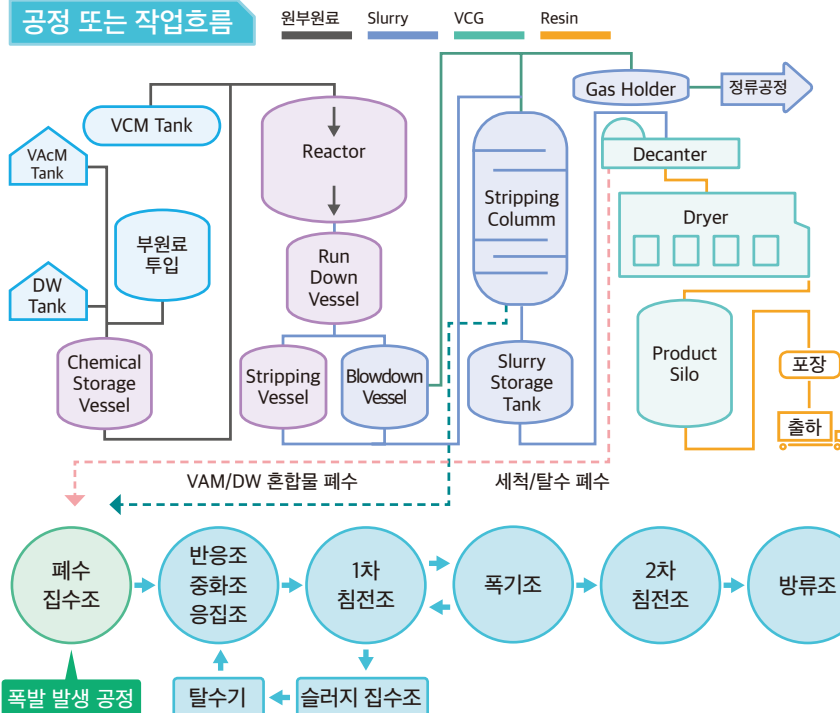 공정 또는 작업흐름
원부원료
Slurry
VCG
Resin
VCM Tank
VAcM
Tank
DW
Tank
부원료
투입
Chemical
Storage
Vessel
Reactor
Run
Down
Vessel
Stripping
Vessel
Blowdown
Vessel
Stripping
Columm
Slurry
Storage
Tank
Gas Holder
정류공정
Decanter
Dryer
Product
Silo
포장
출하
VAM/DW 혼합물 폐수
세척/탈수 폐수
폐수
집수조
반응조
중화조
응집조
1차
침전조
폭기조
2차
침전조
방류조
폭발 발생 공정
탈수기
슬러지 집수조